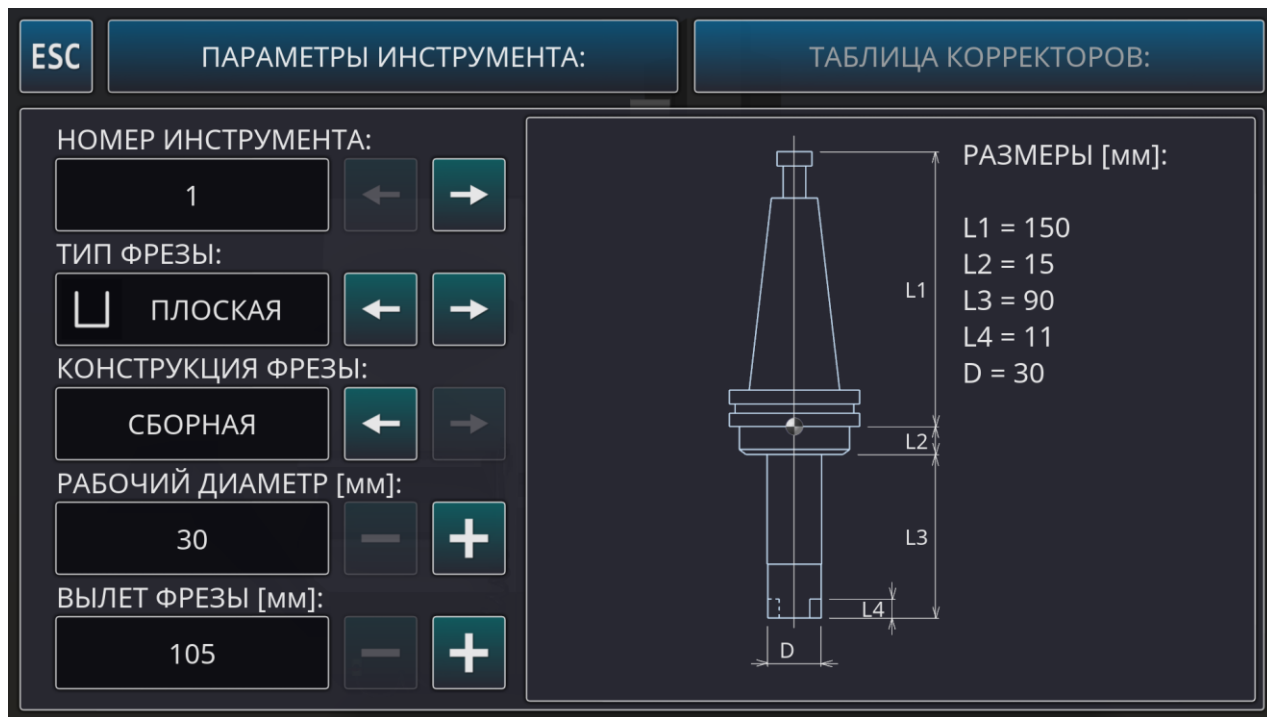 ESC
ПАРАМЕТРЫ ИНСТРУМЕНТА:
ТАБЛИЦА КОРРЕКТОРОВ:
НОМЕР ИНСТРУМЕНТА:
1
ТИП ФРЕЗЫ:
ПЛОСКАЯ
КОНСТРУКЦИЯ ФРЕЗЫ:
СБОРНАЯ
РАБОЧИЙ ДИАМЕТР [мм]:
30
ВЫЛЕТ ФРЕЗЫ [мм]:
105
L1
L2
L3
L4
D
РАЗМЕРЫ [мм]:
L1 = 150
L2 = 15
L3 = 90
L4 = 11
D = 30